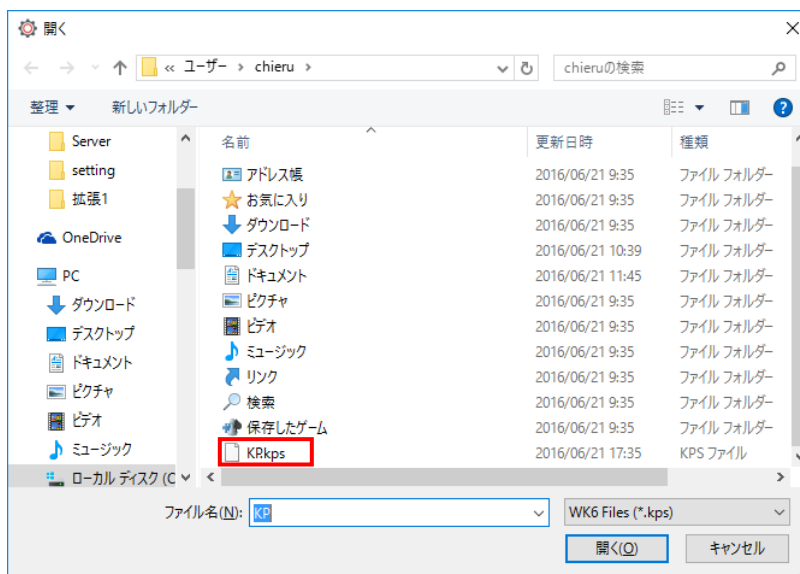 開く
« ユーザー › chieru ›
chieruの検索
整理 ▼ 新しいフォルダー
Server
setting
拡張1
OneDrive
PC
ダウンロード
デスクトップ
ドキュメント
ピクチャ
ビデオ
ミュージック
ローカル ディスク (C
名前 更新日時 種類
アドレス帳 2016/06/21 9:35 ファイル フォルダー
お気に入り 2016/06/21 9:35 ファイル フォルダー
ダウンロード 2016/06/21 9:35 ファイル フォルダー
デスクトップ 2016/06/21 10:39 ファイル フォルダー
ドキュメント 2016/06/21 11:45 ファイル フォルダー
ピクチャ 2016/06/21 9:35 ファイル フォルダー
ビデオ 2016/06/21 9:35 ファイル フォルダー
ミュージック 2016/06/21 9:35 ファイル フォルダー
リンク 2016/06/21 9:35 ファイル フォルダー
検索 2016/06/21 9:35 ファイル フォルダー
保存したゲーム 2016/06/21 9:35 ファイル フォルダー
KP.kps 2016/06/21 17:35 KPS ファイル
ファイル名(N): KP WK6 Files (*.kps)
開く(O) キャンセル